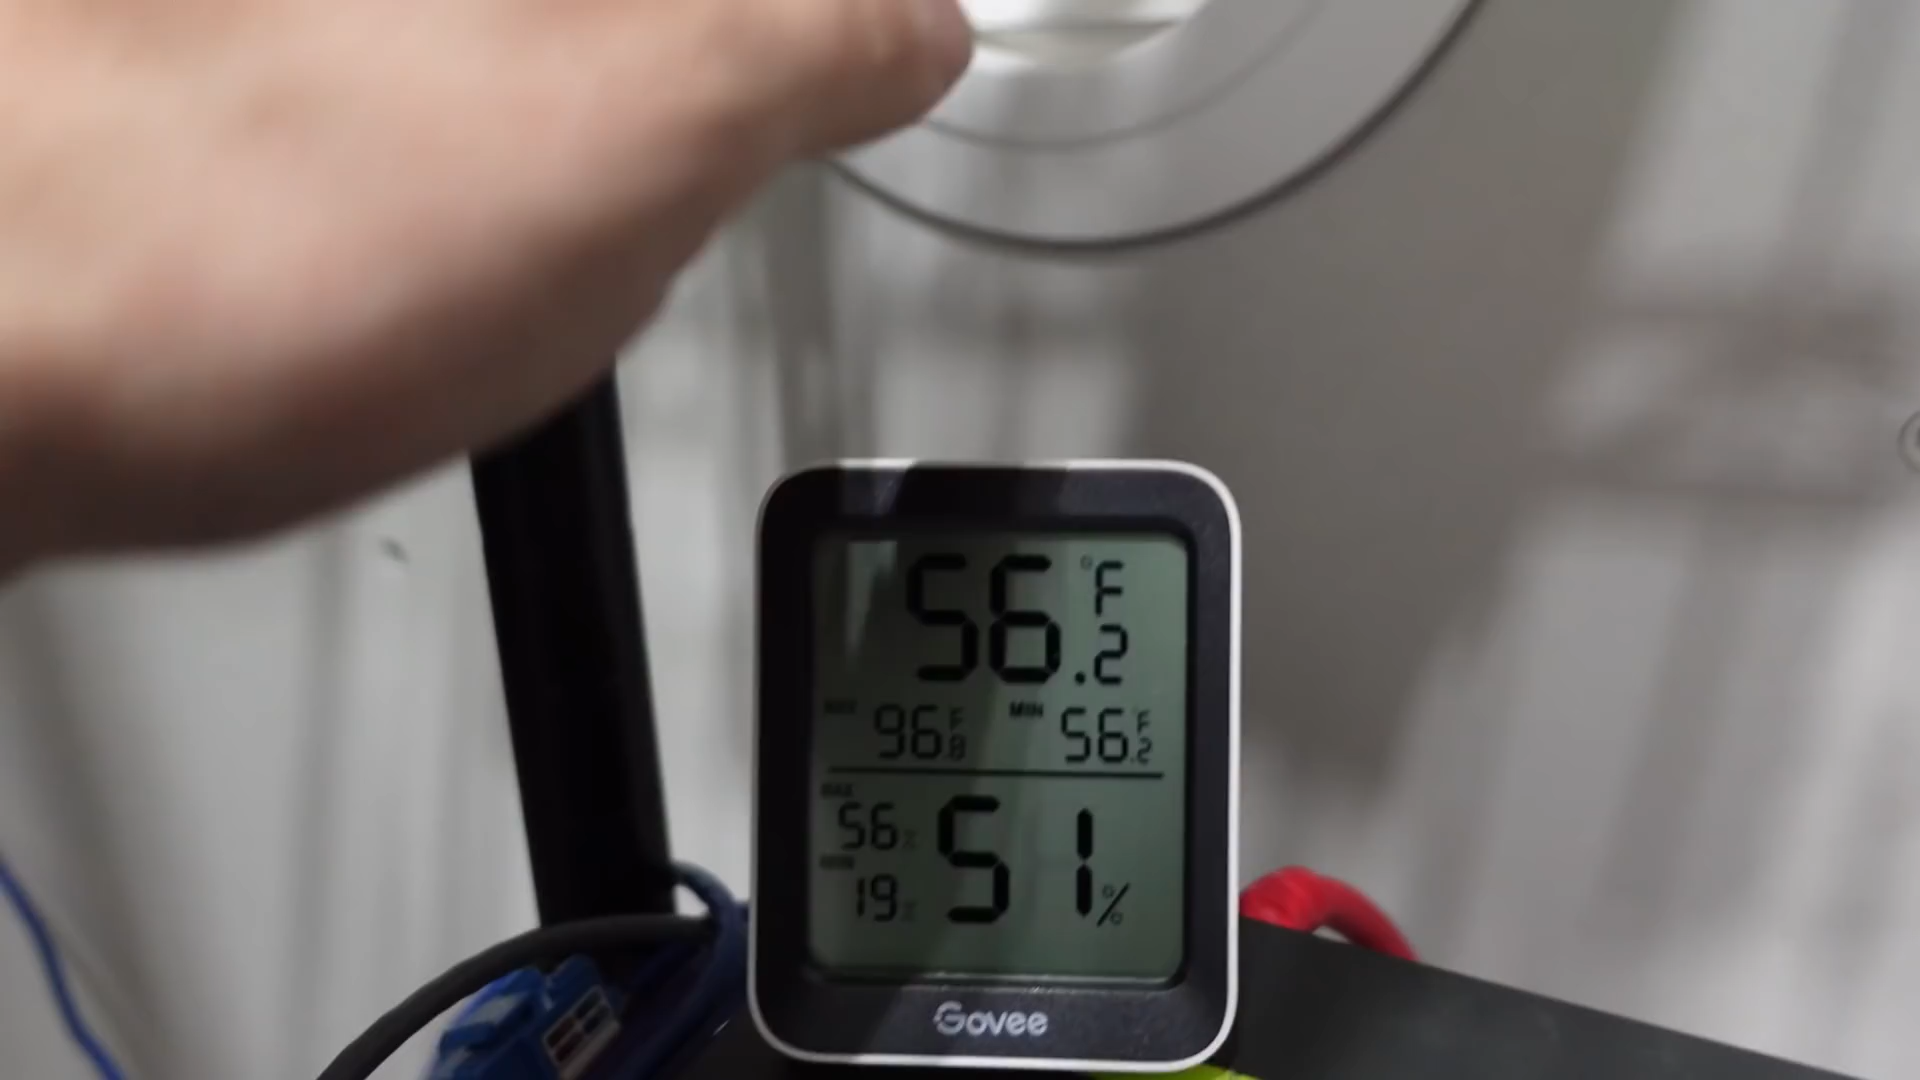 56.2 °F
MAX 96.8 F MIN 56.2 F
MAX 56%
51%
MIN 19%
Govee